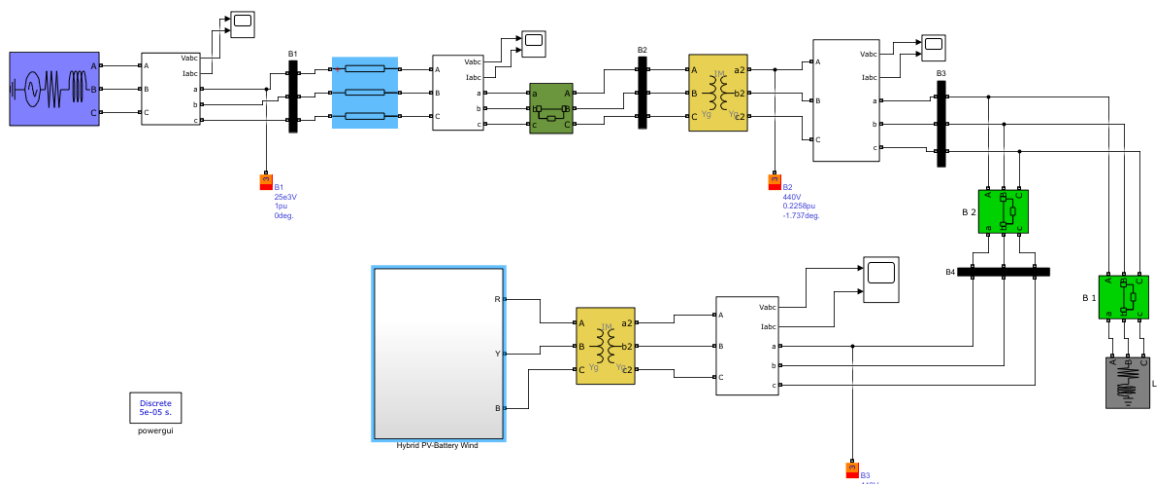 Vabc
Iabc
A
B
C
A
B
C
a
b
c
B1
B1
25e3V
1pu
0deg.
A
B
C
Vabc
Iabc
a
b
c
a
b
c
A
B
C
B2
A
B
C
a2
b2
c2
Yg
Yg
B2
440V
0.2258pu
-1.737deg.
A
B
C
Vabc
Iabc
a
b
c
B3
A
B
C
B 2
a
b
c
B4
A
B
C
B 1
a
b
c
A
B
C
L
R
Y
B
Hybrid PV-Battery Wind
A
B
C
a2
b2
c2
Yg
Yg
A
B
C
Vabc
Iabc
a
b
c
B3
Discrete
5e-05 s.
powergui